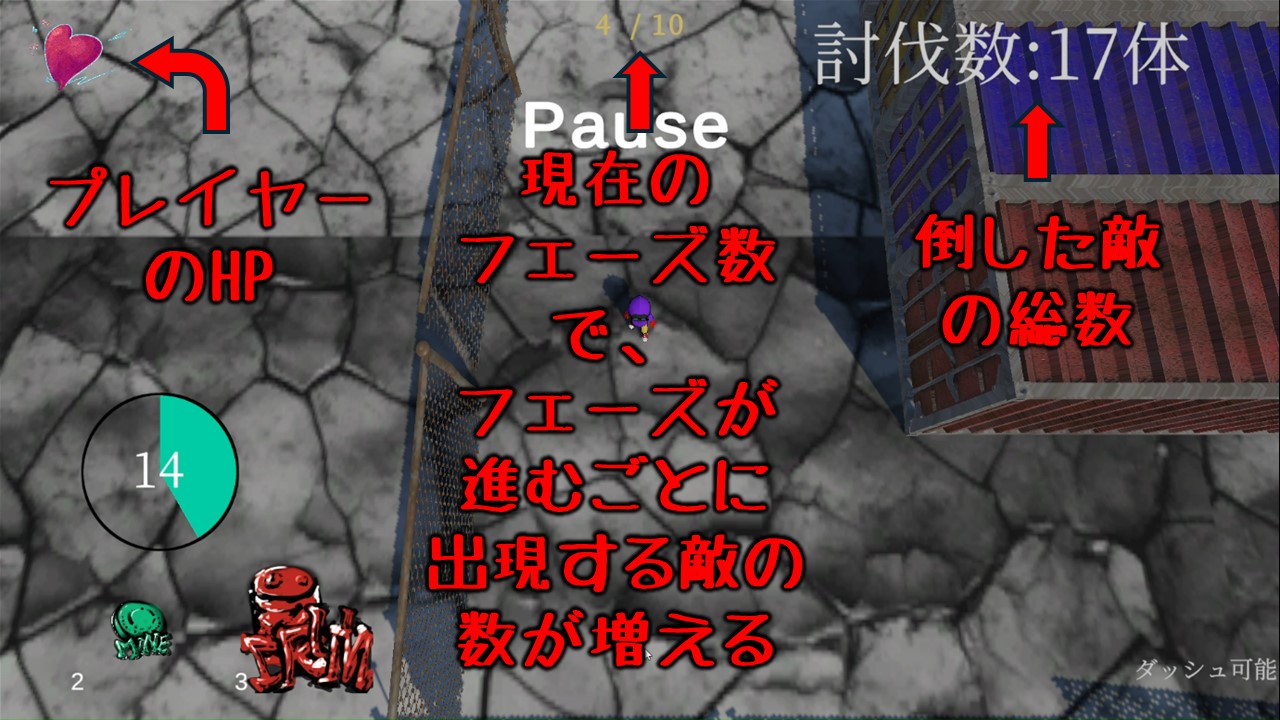 4 / 10
討伐数:17体
Pause
プレイヤー
のHP
現在の
フェーズ数
で、
フェーズが
進むごとに
出現する敵の
数が増える
倒した敵
の総数
14
MINE
2
3
ダッシュ可能